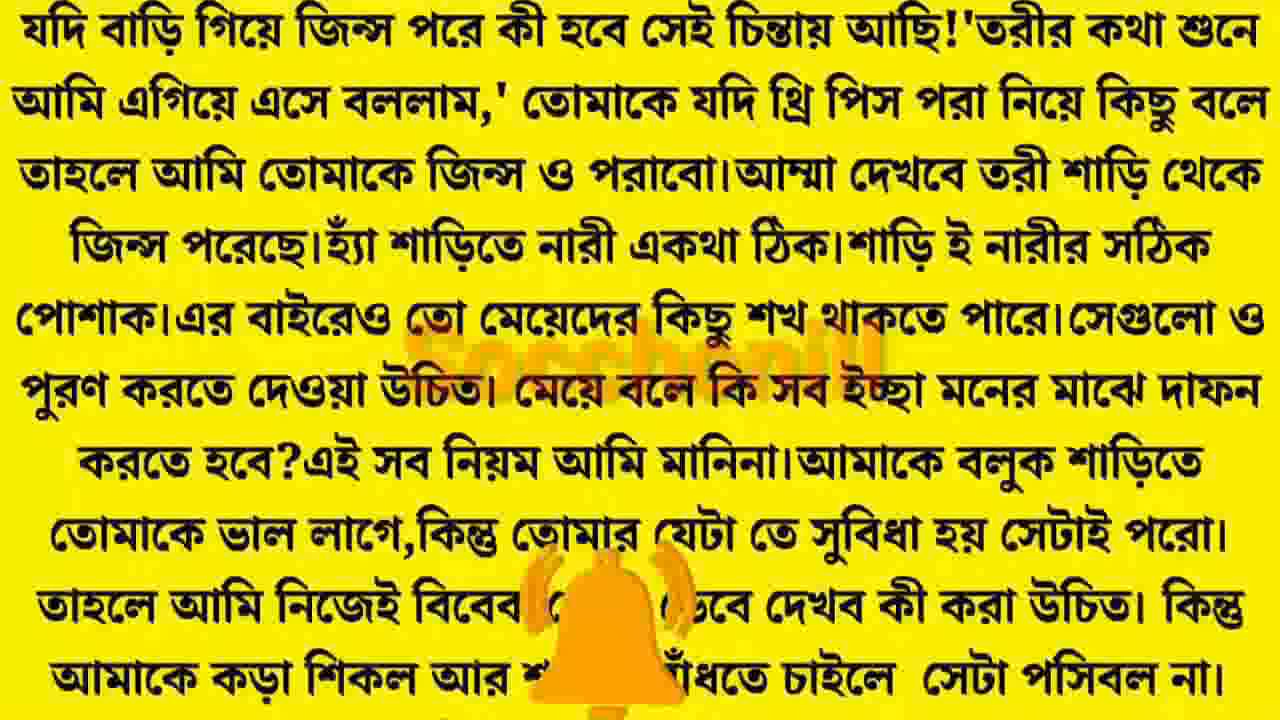 যদি বাড়ি গিয়ে জিন্স পরে কী হবে সেই চিন্তায় আছি!'তরীর কথা শুনে
আমি এগিয়ে এসে বললাম,' তোমাকে যদি থ্রি পিস পরা নিয়ে কিছু বলে
তাহলে আমি তোমাকে জিন্স ও পরাবো।আম্মা দেখবে তরী শাড়ি থেকে
জিন্স পরেছে।হ্যাঁ শাড়িতে নারী একথা ঠিক।শাড়ি ই নারীর সঠিক
পোশাক।এর বাইরেও তো মেয়েদের কিছু শখ থাকতে পারে।সেগুলো ও
পুরণ করতে দেওয়া উচিত। মেয়ে বলে কি সব ইচ্ছা মনের মাঝে দাফন
করতে হবে?এই সব নিয়ম আমি মানিনা।আমাকে বলুক শাড়িতে
তোমাকে ভাল লাগে,কিন্তু তোমার যেটা তে সুবিধা হয় সেটাই পরো।
তাহলে আমি নিজেই দেখব কী করা উচিত। কিন্তু
আমাকে কড়া শিকল আর চাইলে সেটা পসিবল না।